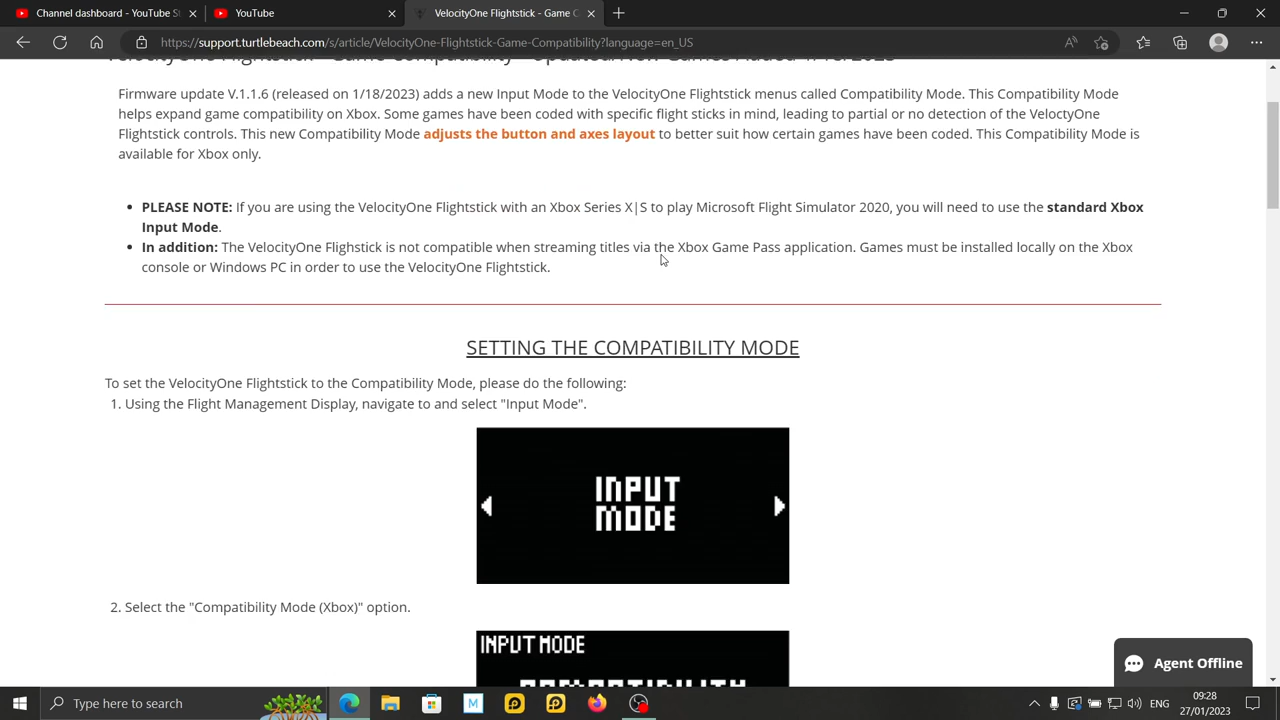 Channel dashboard - YouTube St
YouTube
VelocityOne Flightstick - Game C
https://support.turtlebeach.com/s/article/VelocityOne-Flightstick-Game-Compatibility?language=en_US
VelocityOne Flightstick - Game Compatibility
Firmware update V.1.1.6 (released on 1/18/2023) adds a new Input Mode to the VelocityOne Flightstick menus called Compatibility Mode. This Compatibility Mode
helps expand game compatibility on Xbox. Some games have been coded with specific flight sticks in mind, leading to partial or no detection of the VeloctyOne
Flightstick controls. This new Compatibility Mode adjusts the button and axes layout to better suit how certain games have been coded. This Compatibility Mode is
available for Xbox only.
• PLEASE NOTE: If you are using the VelocityOne Flightstick with an Xbox Series X|S to play Microsoft Flight Simulator 2020, you will need to use the standard Xbox
Input Mode.
• In addition: The VelocityOne Flighstick is not compatible when streaming titles via the Xbox Game Pass application. Games must be installed locally on the Xbox
console or Windows PC in order to use the VelocityOne Flightstick.
SETTING THE COMPATIBILITY MODE
To set the VelocityOne Flightstick to the Compatibility Mode, please do the following:
1. Using the Flight Management Display, navigate to and select "Input Mode".
INPUT
MODE
2. Select the "Compatibility Mode (Xbox)" option.
INPUT MODE
COMPATIBILITY
Agent Offline
Type here to search
09:28
27/01/2023